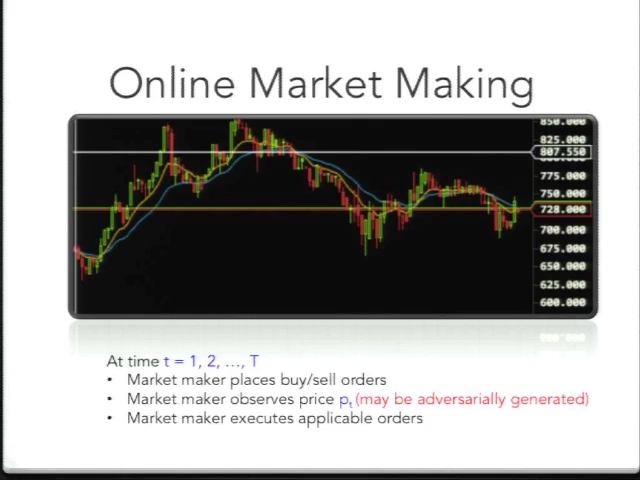 Online Market Making
850.000
825.000
807.550
775.000
750.000
728.000
700.000
675.000
650.000
625.000
600.000
At time t = 1, 2, …, T
• Market maker places buy/sell orders
• Market maker observes price pt (may be adversarially generated)
• Market maker executes applicable orders